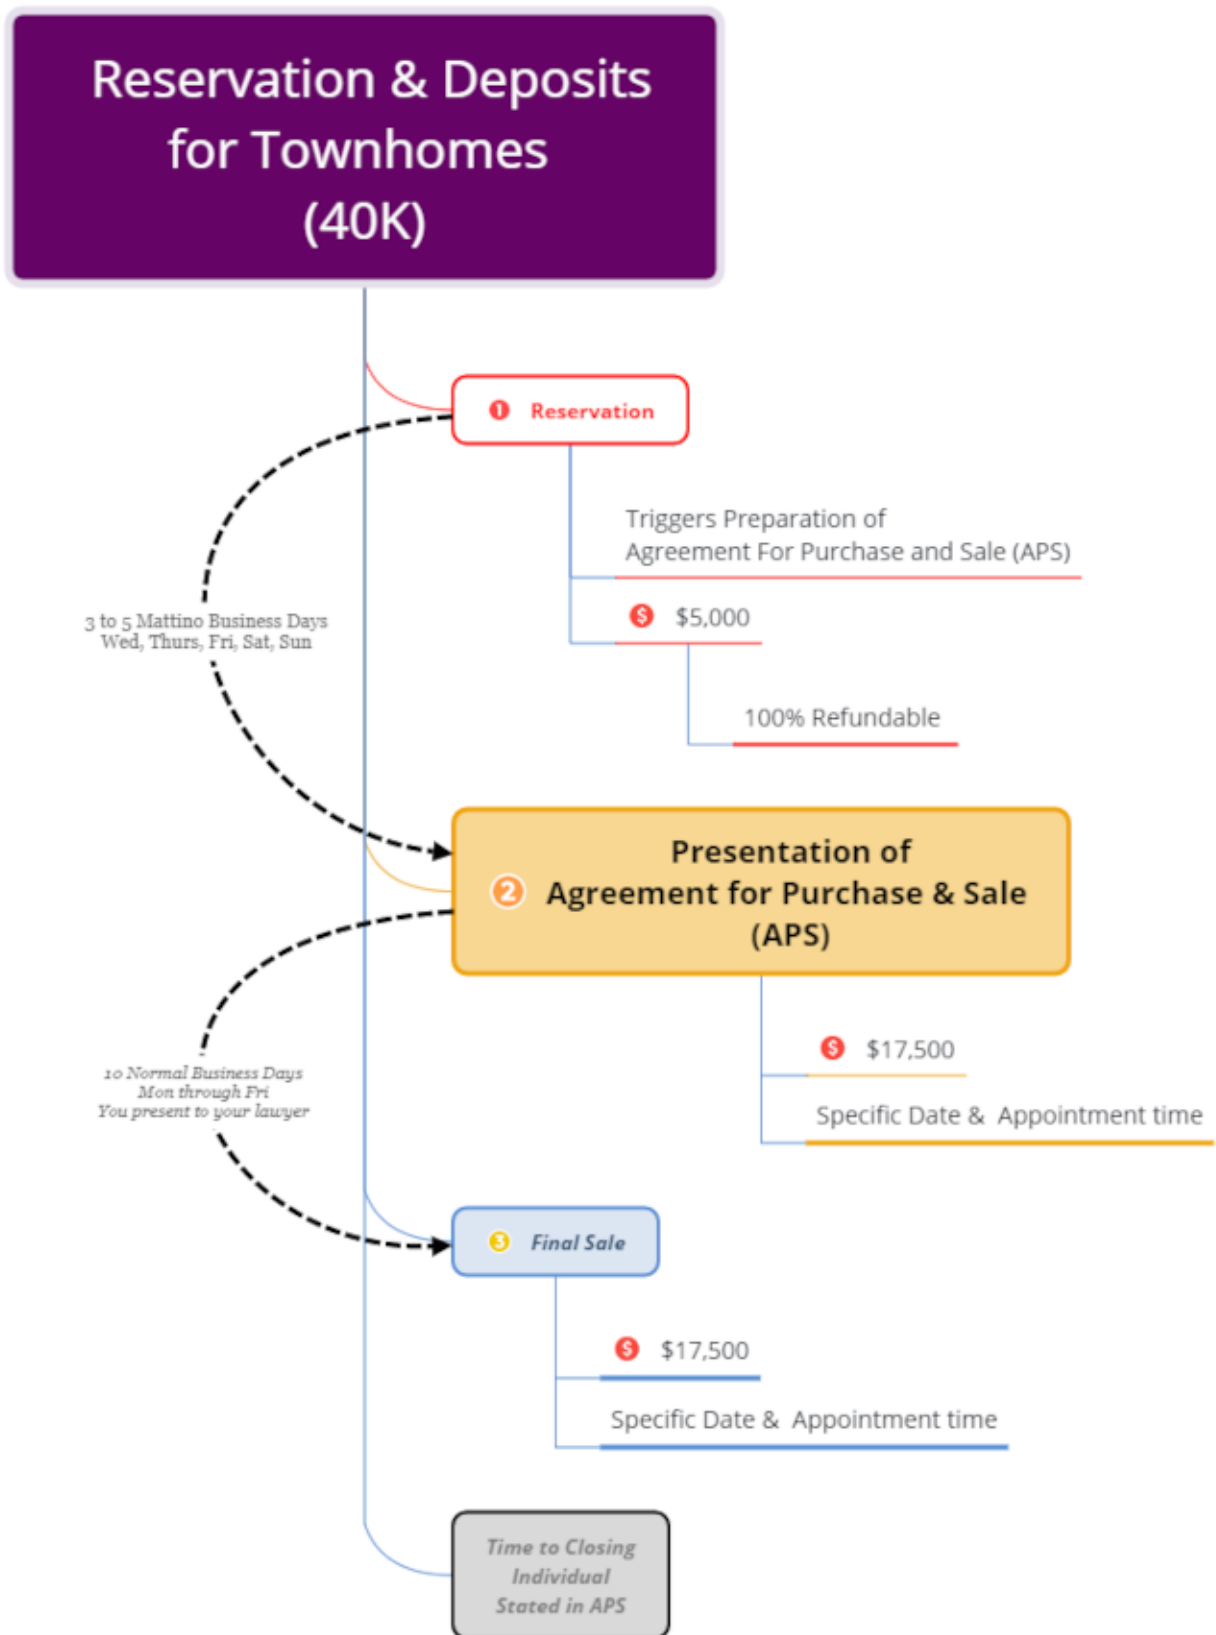 Reservation & Deposits
for Townhomes
(40K)
1 Reservation
Triggers Preparation of
Agreement For Purchase and Sale (APS)
$ $5,000
3 to 5 Mattino Business Days
Wed, Thurs, Fri, Sat, Sun
100% Refundable
Presentation of
2 Agreement for Purchase & Sale
(APS)
$ $17,500
10 Normal Business Days
Mon through Fri
You present to your lawyer
Specific Date & Appointment time
3 Final Sale
$ $17,500
Specific Date & Appointment time
Time to Closing
Individual
Stated in APS